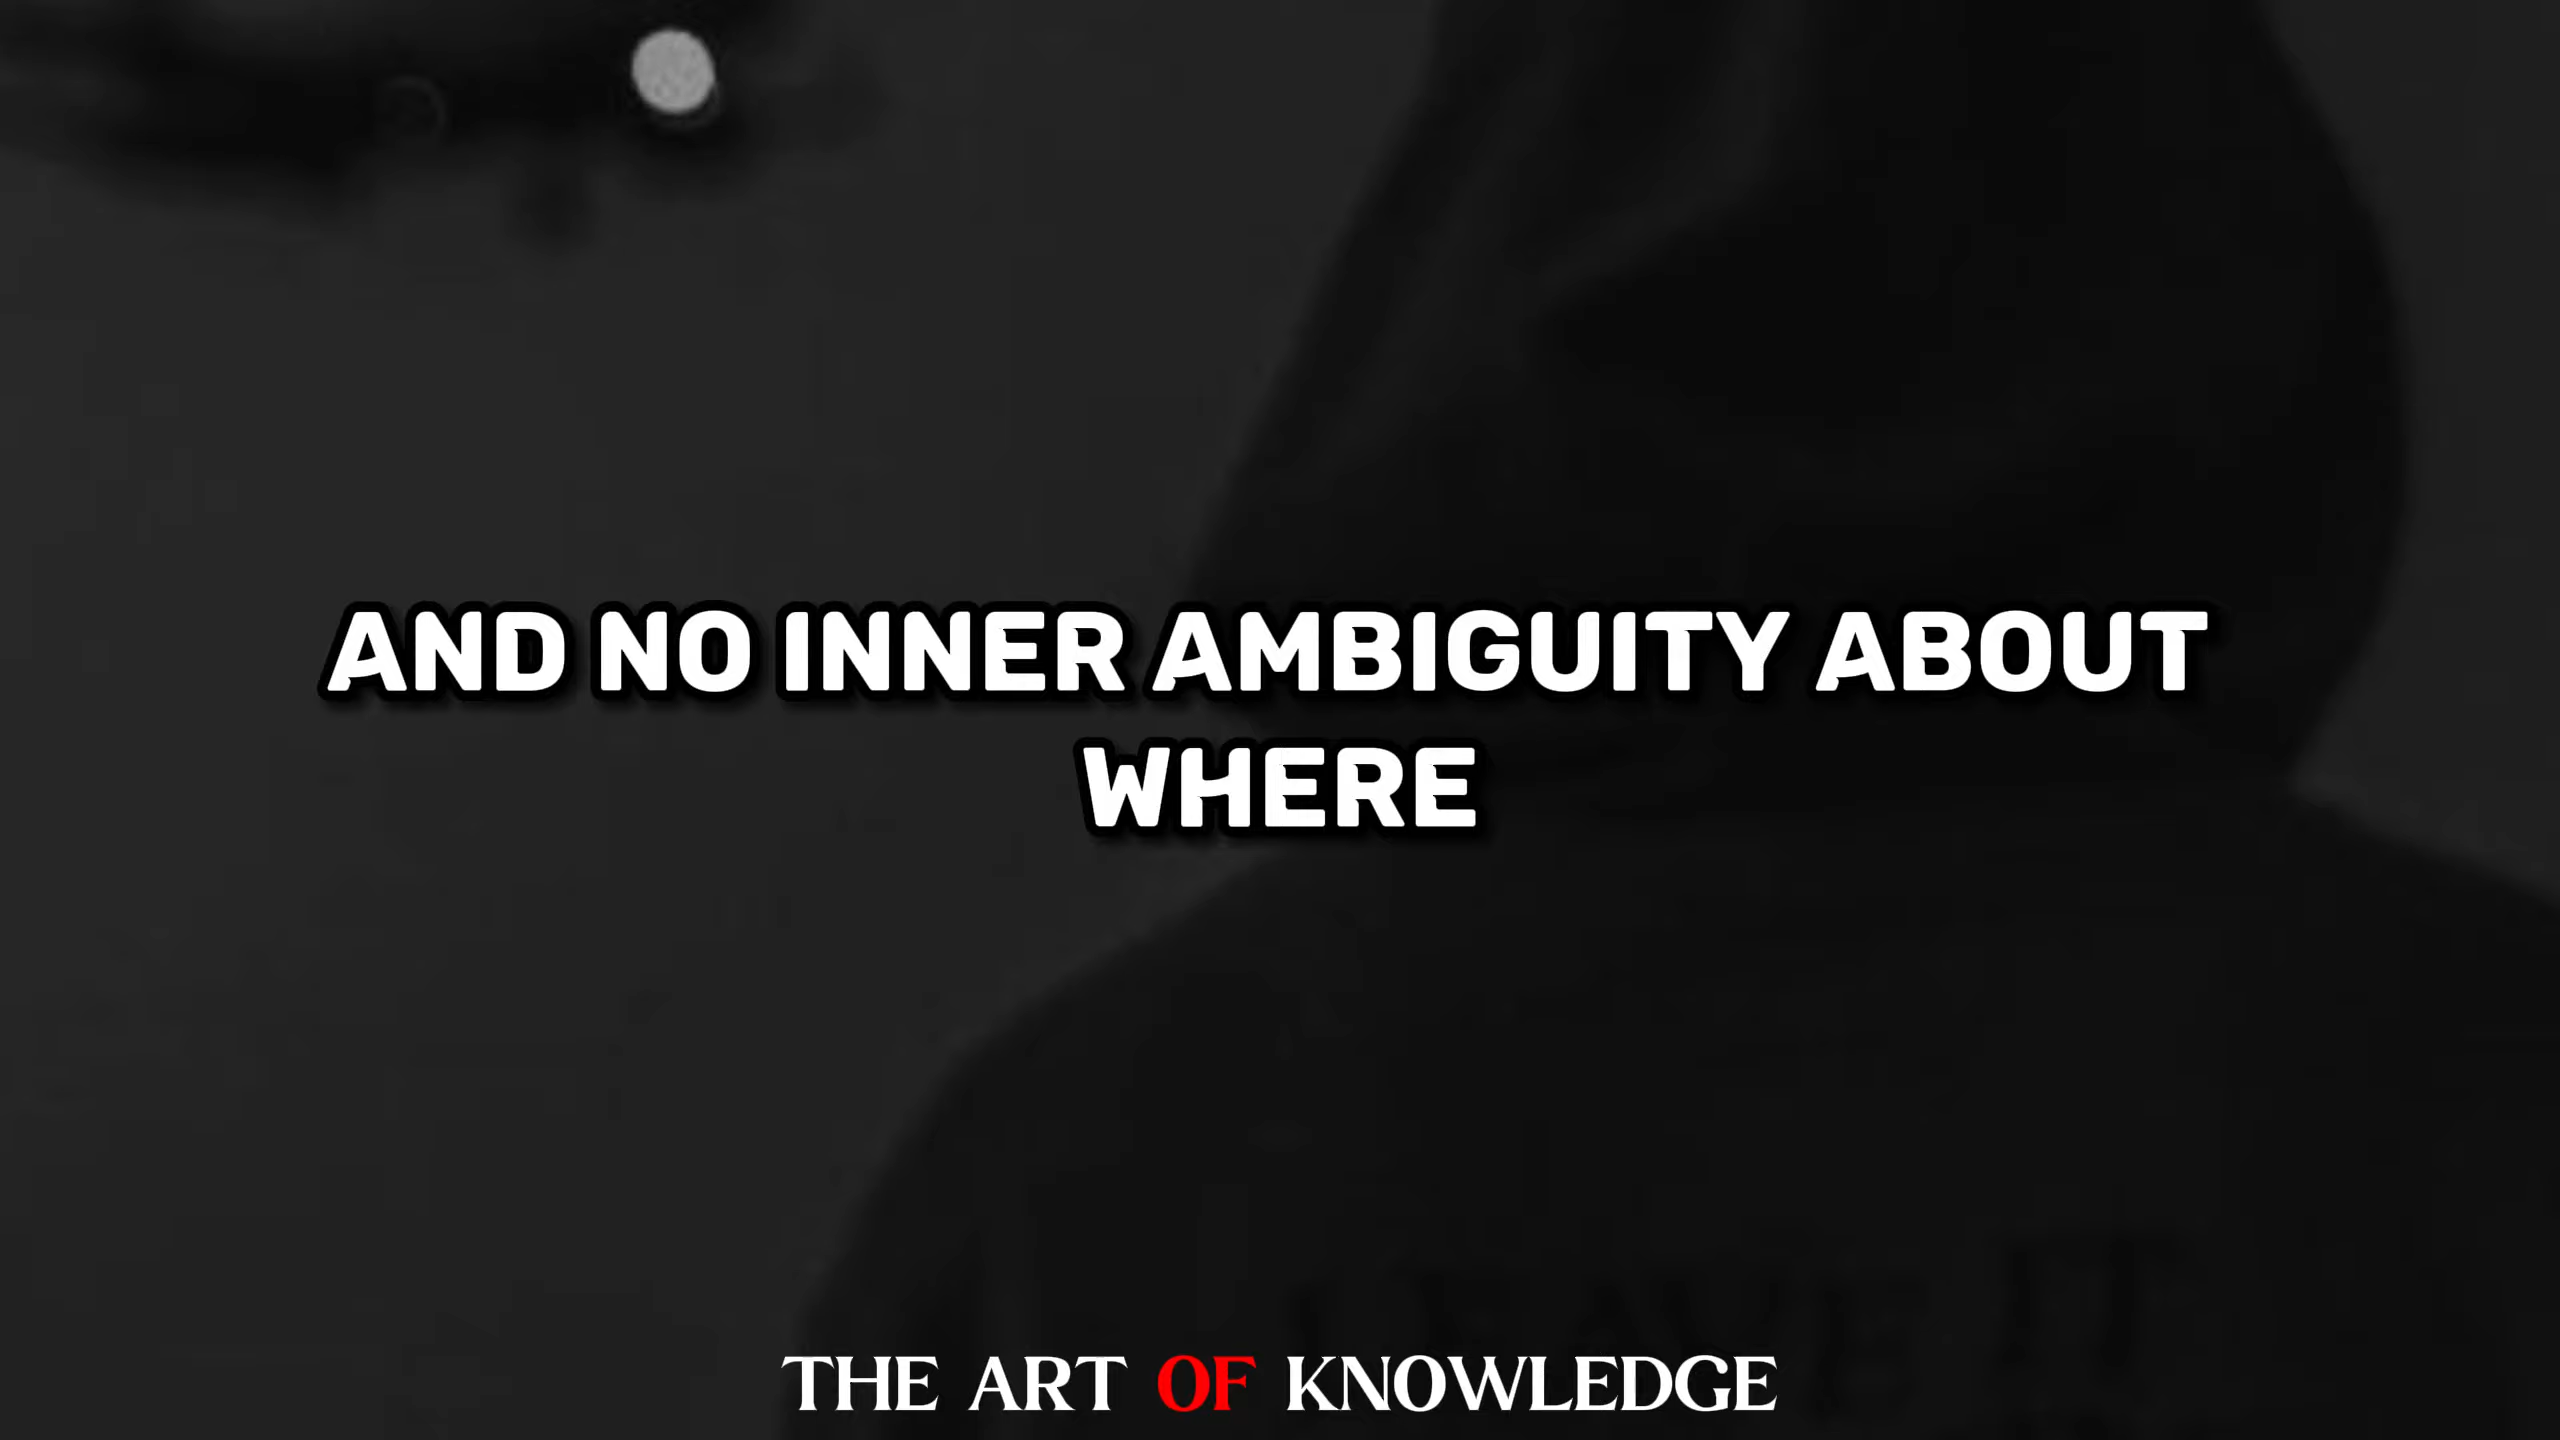 AND NO INNER AMBIGUITY ABOUT
WHERE
THE ART OF KNOWLEDGE